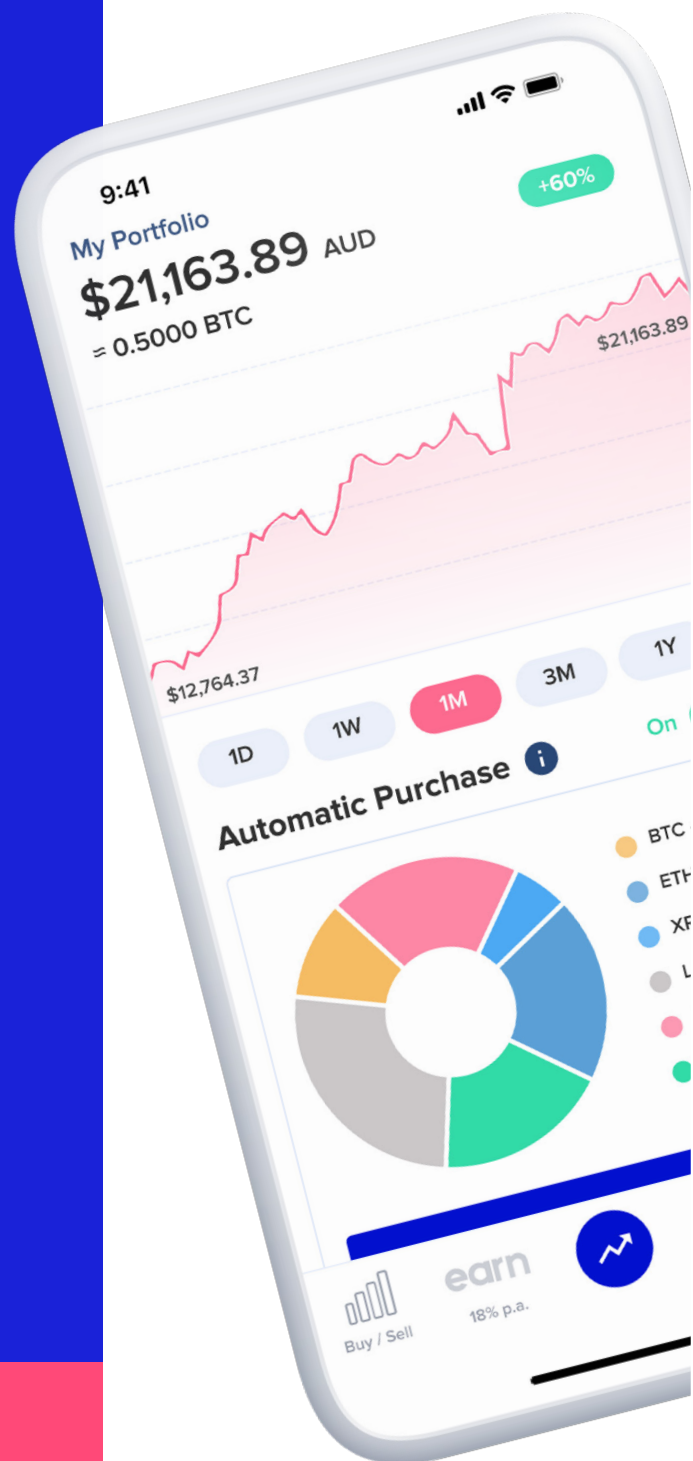 9:41
My Portfolio
+60%
$21,163.89 AUD
≈ 0.5000 BTC
$21,163.89
$12,764.37
1D 1W 1M 3M 1Y
Automatic Purchase i On
BTC
ETH
earn
Buy / Sell
18% p.a.